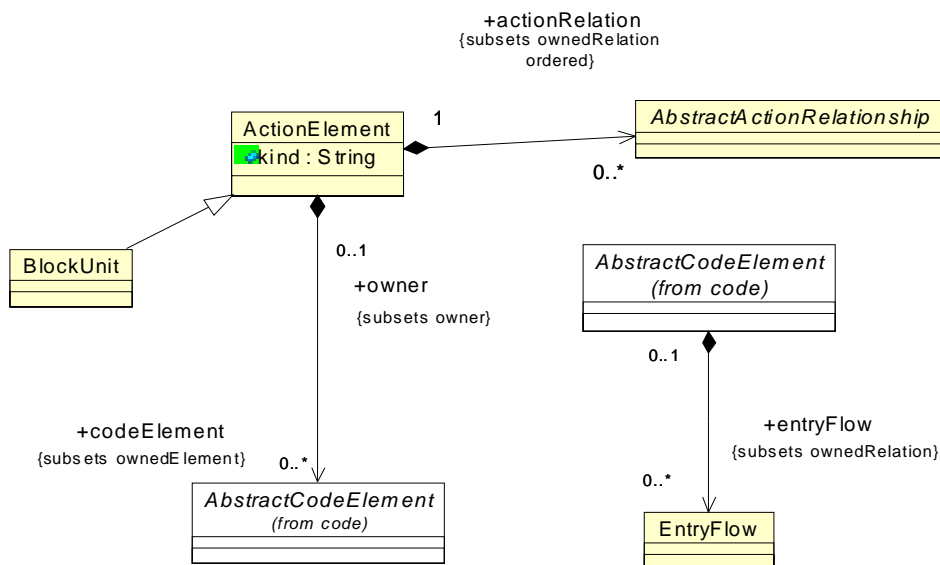 +actionRelation
{subsets ownedRelation
ordered}
ActionElement
kind : String
1
AbstractActionRelationship
0..*
BlockUnit
0..1
+owner
{subsets owner}
AbstractCodeElement
(from code)
0..1
+codeElement
{subsets ownedElement}
0..*
+entryFlow
{subsets ownedRelation}
0..*
AbstractCodeElement
(from code)
EntryFlow